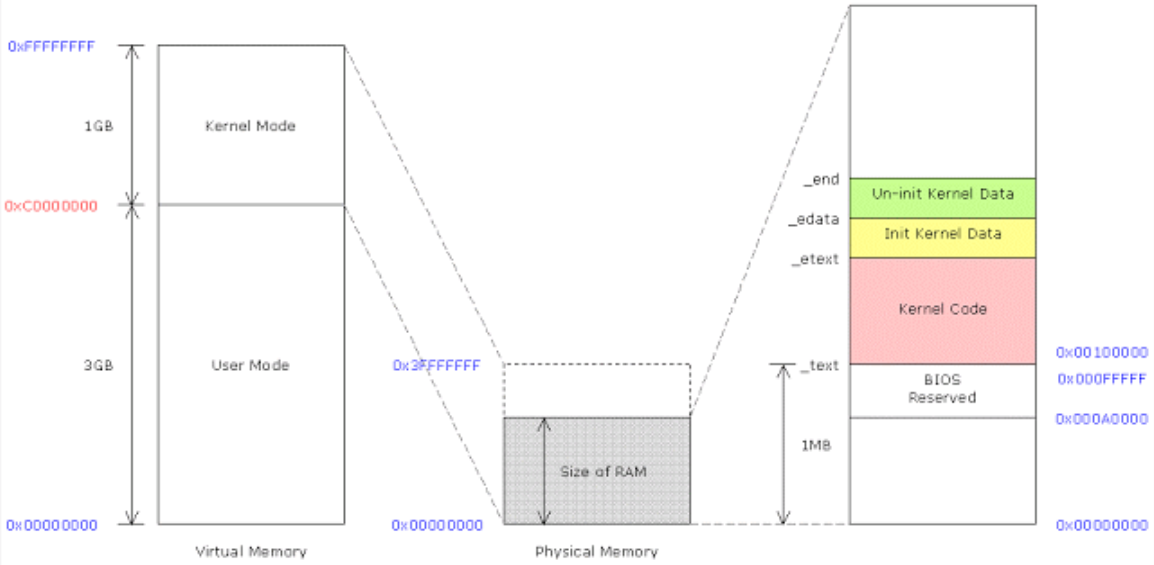 0xFFFFFFFF
1GB
Kernel Mode
0xC0000000
3GB
User Mode
0x00000000
Virtual Memory
0x3FFFFFFF
Size of RAM
0x00000000
Physical Memory
_end
Un-init Kernel Data
_edata
Init Kernel Data
_etext
Kernel Code
0x00100000
_text
BIOS
Reserved
0x000FFFFF
0x000A0000
1MB
0x00000000